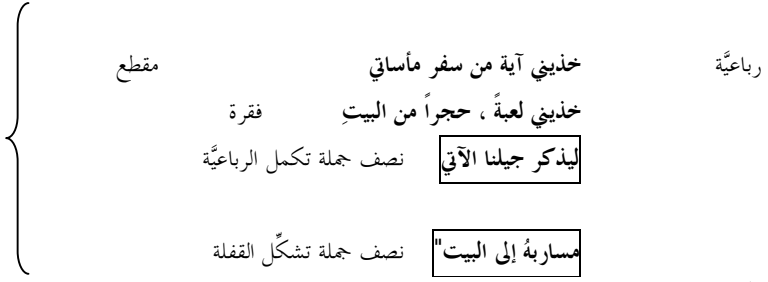 رباعيَّة خذيني آية من سفر مأساتي مقطع
خذيني لعبةً ، حجراً من البيتِ فقرة
ليذكر جيلنا الآتي نصف جملة تكمل الرباعيَّة
مساربهُ إلى البيت" نصف جملة تشكِّل القفلة